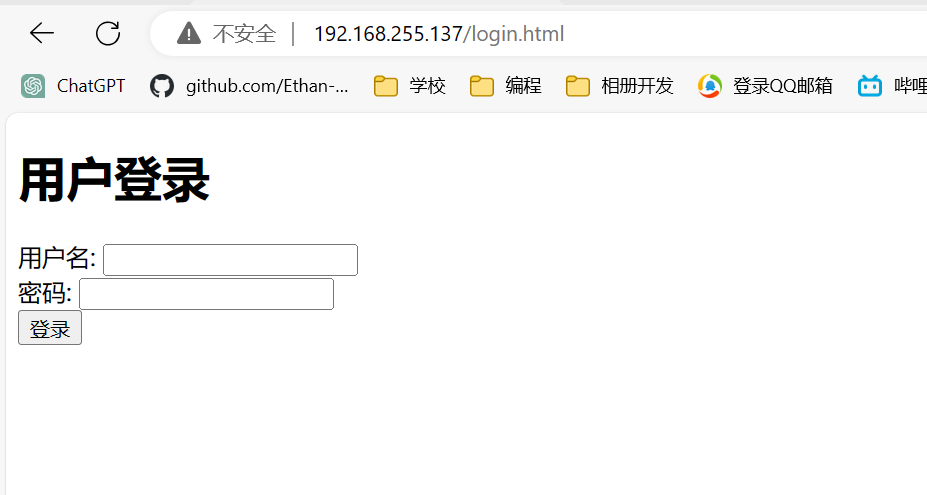 不安全 | 192.168.255.137/login.html
ChatGPT github.com/Ethan-... 学校 编程 相册开发 登录QQ邮箱 哔哩
用户登录
用户名:
密码:
登录